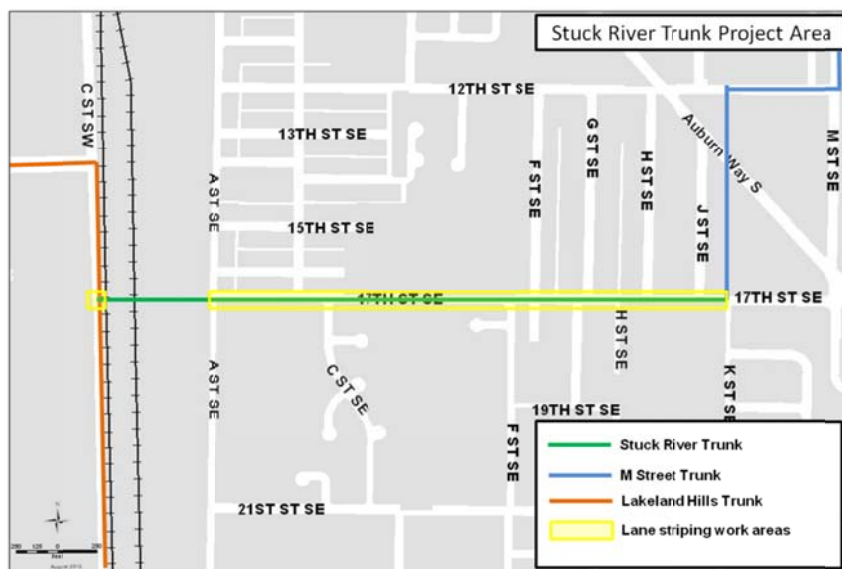 Stuck River Trunk Project Area
C ST SW
12TH ST SE
13TH ST SE
G ST SE
F ST SE
H ST SE
Auburn Way S
M ST SE
A ST SE
J ST SE
15TH ST SE
17TH ST SE
17TH ST SE
H ST SE
A ST SE
C ST SE
K ST SE
19TH ST SE
F ST SE
21ST ST SE
Stuck River Trunk
M Street Trunk
Lakeland Hills Trunk
Lane striping work areas
N
0
Feet